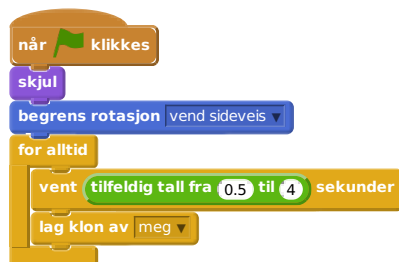 når klikkes
skjul
begrens rotasjon vend sideveis
for alltid
vent tilfeldig tall fra 0.5 til 4 sekunder
lag klon av meg